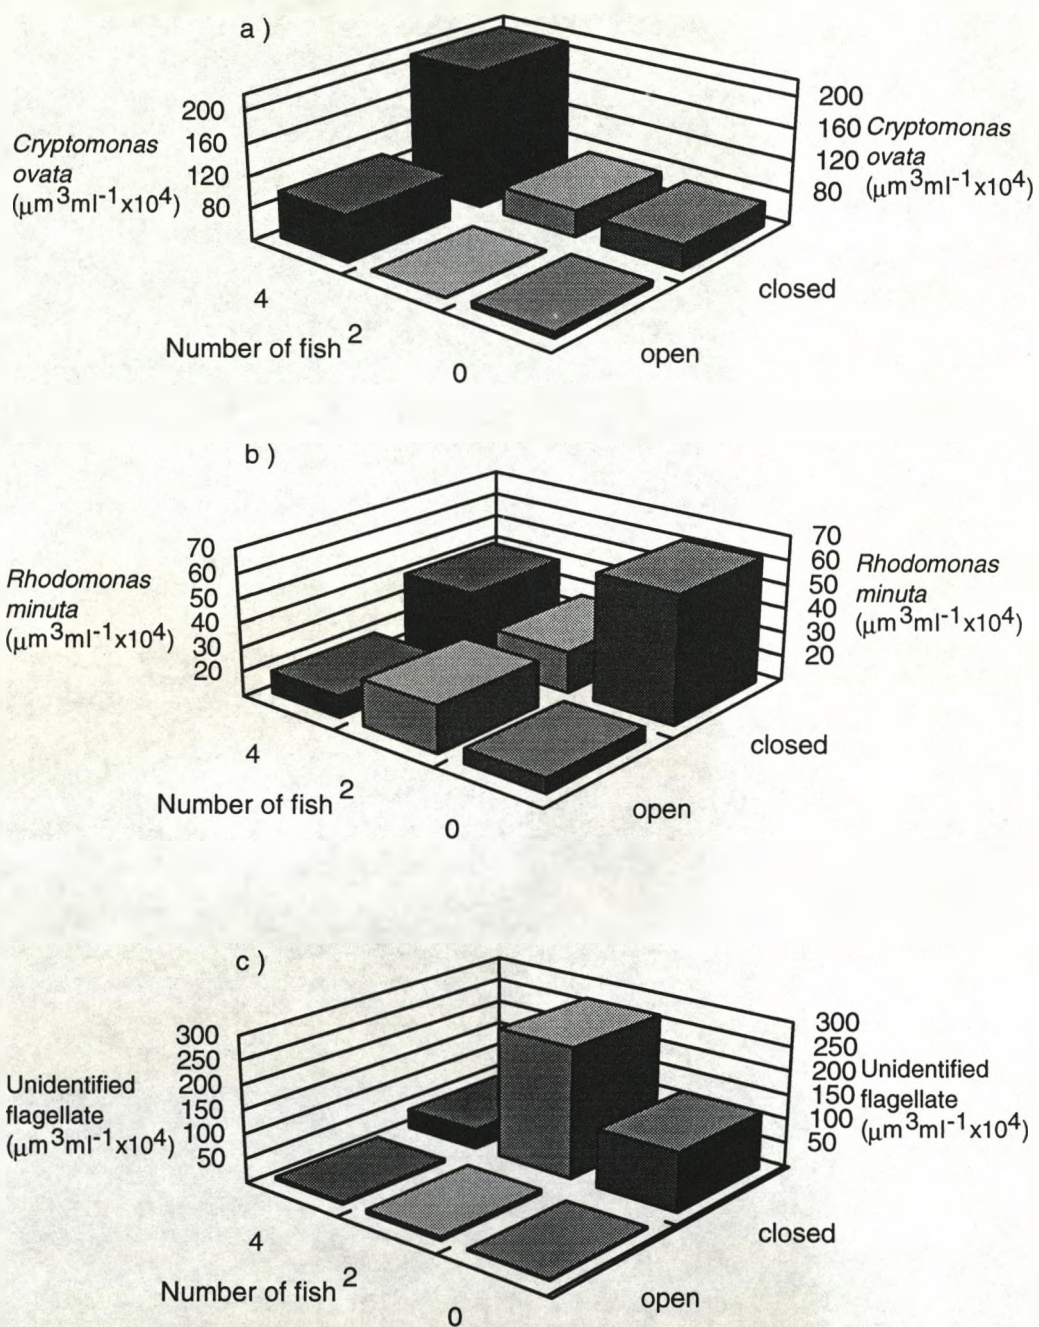 a )
200
160
120
80
Cryptomonas
ovata
(μm³ml⁻¹x10⁴)
200
160
120
80
Cryptomonas
ovata
(μm³ml⁻¹x10⁴)
4
2
0
Number of fish
closed
open
b )
70
60
50
40
30
20
Rhodomonas
minuta
(μm³ml⁻¹x10⁴)
70
60
50
40
30
20
Rhodomonas
minuta
(μm³ml⁻¹x10⁴)
4
2
0
Number of fish
closed
open
c )
300
250
200
150
100
50
Unidentified
flagellate
(μm³ml⁻¹x10⁴)
300
250
200
150
100
50
Unidentified
flagellate
(μm³ml⁻¹x10⁴)
4
2
0
Number of fish
closed
open